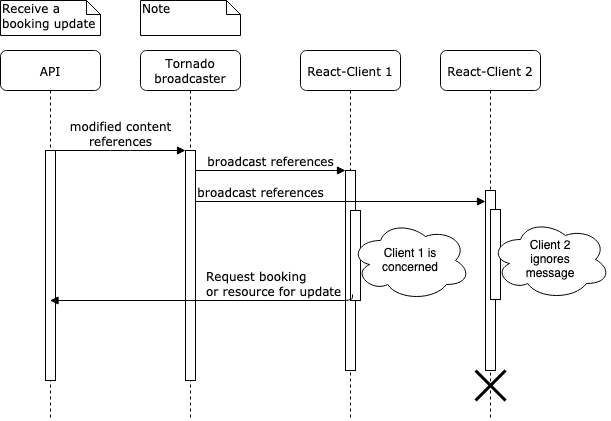 Receive a
booking update
Note
API
Tornado
broadcaster
React-Client 1
React-Client 2
modified content
references
broadcast references
broadcast references
Client 1 is
concerned
Client 2
ignores
message
Request booking
or resource for update